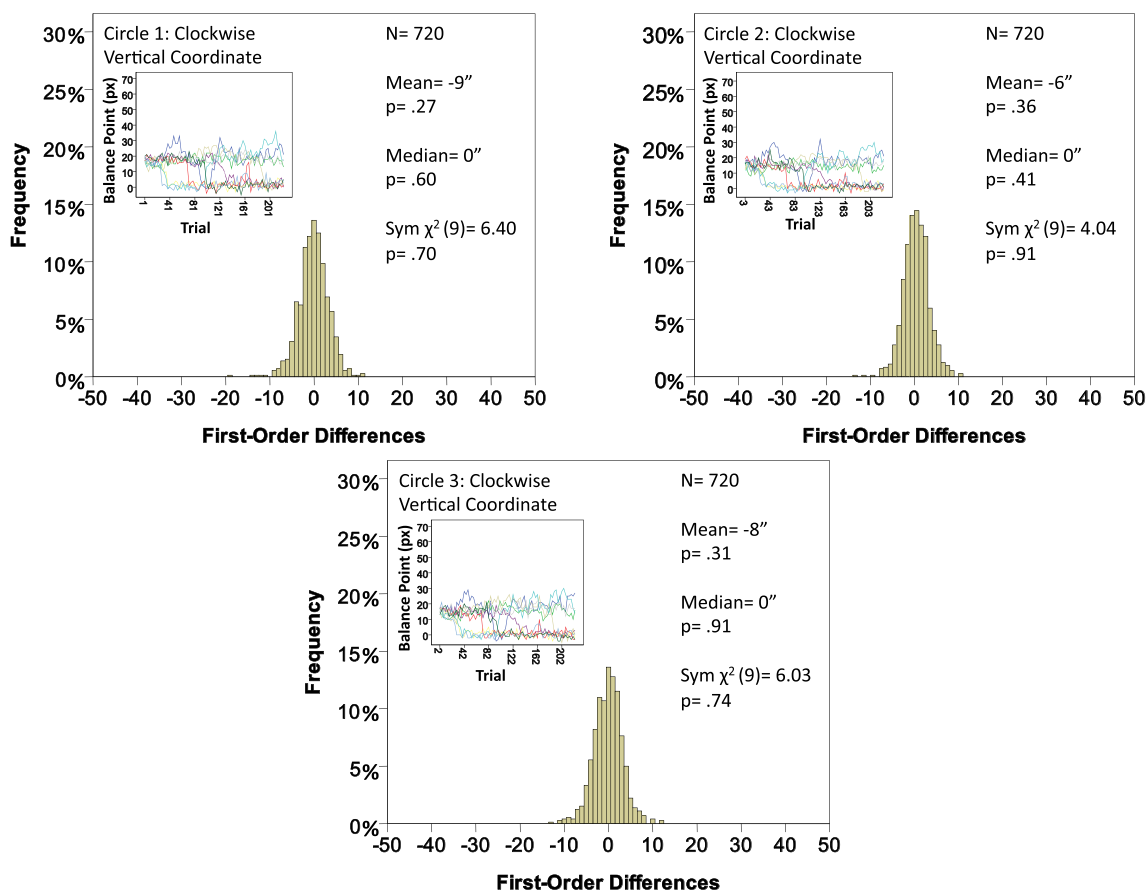 Circle 1: Clockwise
Vertical Coordinate
N= 720
Mean= -9”
p= .27
Median= 0”
p= .60
Sym χ² (9)= 6.40
p= .70
Frequency
30%
25%
20%
15%
10%
5%
0%
-50 -40 -30 -20 -10 0 10 20 30 40 50
First-Order Differences
Balance Point (px)
70
60
50
40
30
20
10
0
1 41 81 121 161 201
Trial
Circle 2: Clockwise
Vertical Coordinate
N= 720
Mean= -6”
p= .36
Median= 0”
p= .41
Sym χ² (9)= 4.04
p= .91
Frequency
30%
25%
20%
15%
10%
5%
0%
-50 -40 -30 -20 -10 0 10 20 30 40 50
First-Order Differences
Balance Point (px)
70
60
50
40
30
20
10
0
3 43 83 123 163 203
Trial
Circle 3: Clockwise
Vertical Coordinate
N= 720
Mean= -8”
p= .31
Median= 0”
p= .91
Sym χ² (9)= 6.03
p= .74
Frequency
30%
25%
20%
15%
10%
5%
0%
-50 -40 -30 -20 -10 0 10 20 30 40 50
First-Order Differences
Balance Point (px)
70
60
50
40
30
20
10
0
2 42 82 122 162 202
Trial